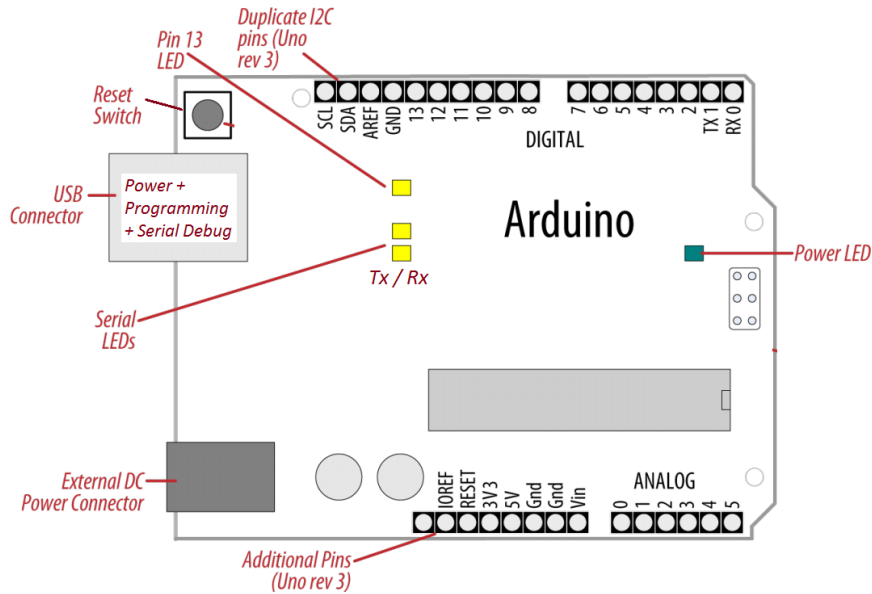 Duplicate I2C
pins (Uno
rev 3)
Pin 13
LED
Reset
Switch
SCL
SDA
AREF
GND
13
12
11
10
9
8
7
6
5
4
3
2
TX 1
RX 0
DIGITAL
USB
Connector
Power +
Programming
+ Serial Debug
Arduino
Power LED
Tx / Rx
Serial
LEDs
External DC
Power Connector
IOREF
RESET
3V3
5V
Gnd
Gnd
Vin
ANALOG
0
1
2
3
4
5
Additional Pins
(Uno rev 3)